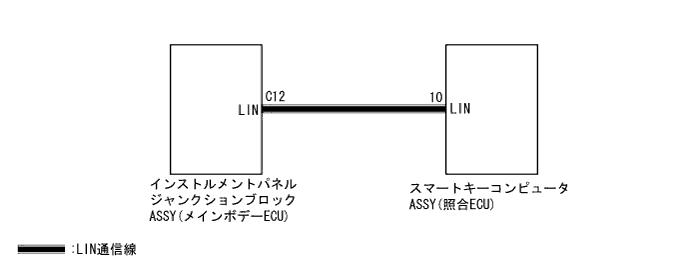 C12
10
LIN
LIN
インストルメントパネル
ジャンクションブロック
ASSY(メインボデーECU)
スマートキーコンピュータ
ASSY(照合ECU)
:LIN通信線